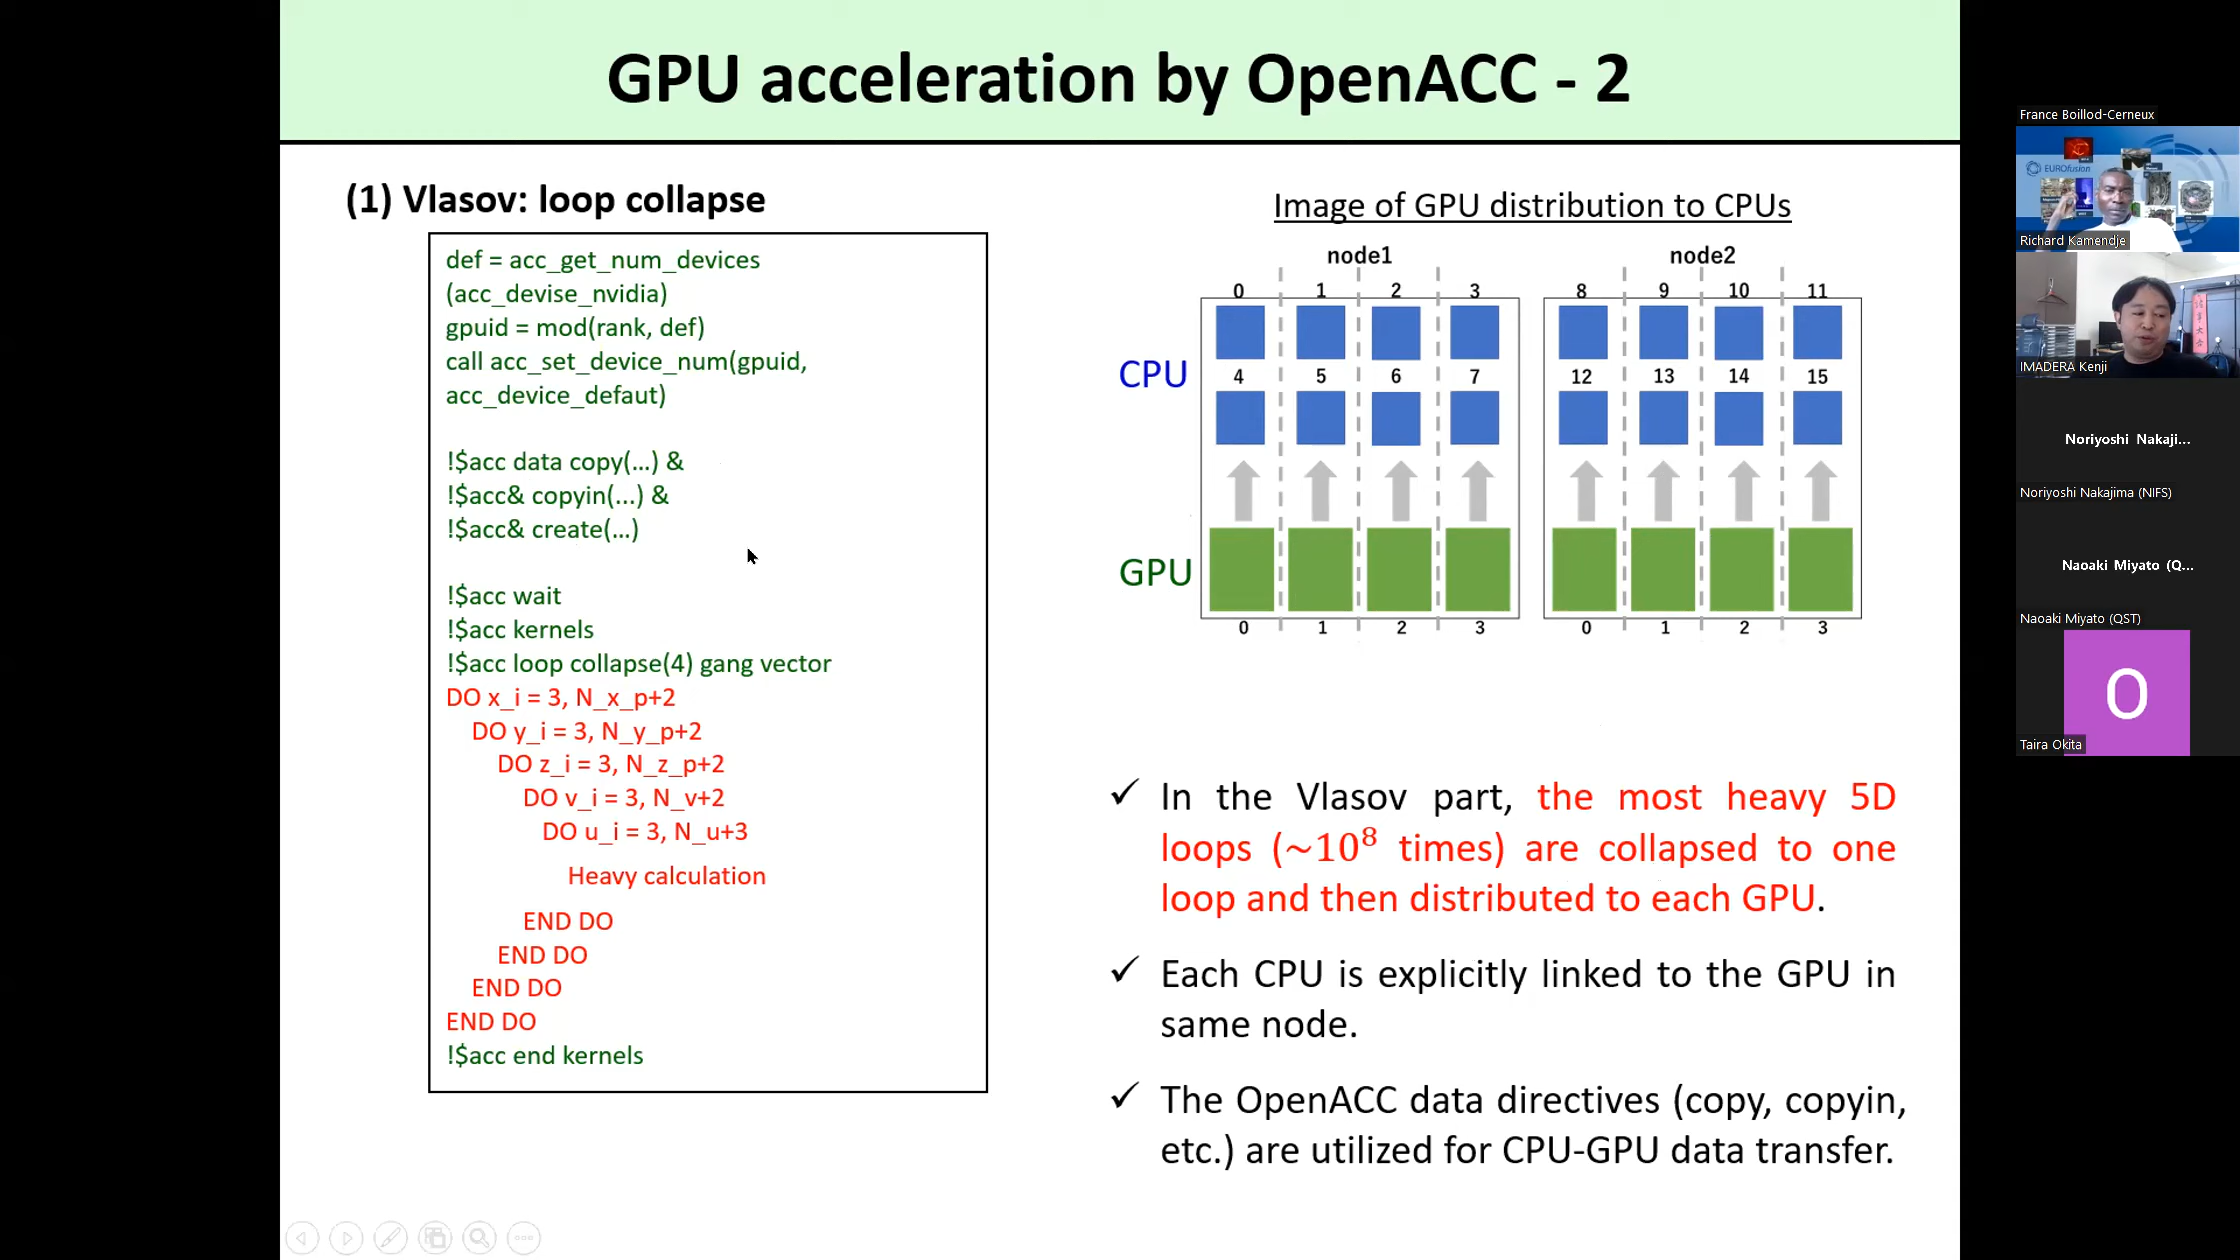 GPU acceleration by OpenACC - 2
(1) Vlasov: loop collapse
def = acc_get_num_devices
(acc_devise_nvidia)
gpuid = mod(rank, def)
call acc_set_device_num(gpuid,
acc_device_defaut)
!$acc data copy(...) &
!$acc& copyin(...) &
!$acc& create(...)
!$acc wait
!$acc kernels
!$acc loop collapse(4) gang vector
DO x_i = 3, N_x_p+2
DO y_i = 3, N_y_p+2
DO z_i = 3, N_z_p+2
DO v_i = 3, N_v+2
DO u_i = 3, N_u+3
Heavy calculation
END DO
END DO
END DO
END DO
!$acc end kernels
Image of GPU distribution to CPUs
node1 node2
0 1 2 3 8 9 10 11
CPU
4 5 6 7 12 13 14 15
GPU
0 1 2 3 0 1 2 3
✓ In the Vlasov part, the most heavy 5D
loops (~10⁸ times) are collapsed to one
loop and then distributed to each GPU.
✓ Each CPU is explicitly linked to the GPU in
same node.
✓ The OpenACC data directives (copy, copyin,
etc.) are utilized for CPU-GPU data transfer.
France Boillod-Cerneux
EUROfusion
Richard Kamendje
IMADERA Kenji
Noriyoshi Nakaji...
Noriyoshi Nakajima (NIFS)
Naoaki Miyato (Q...
Naoaki Miyato (QST)
O
Taira Okita